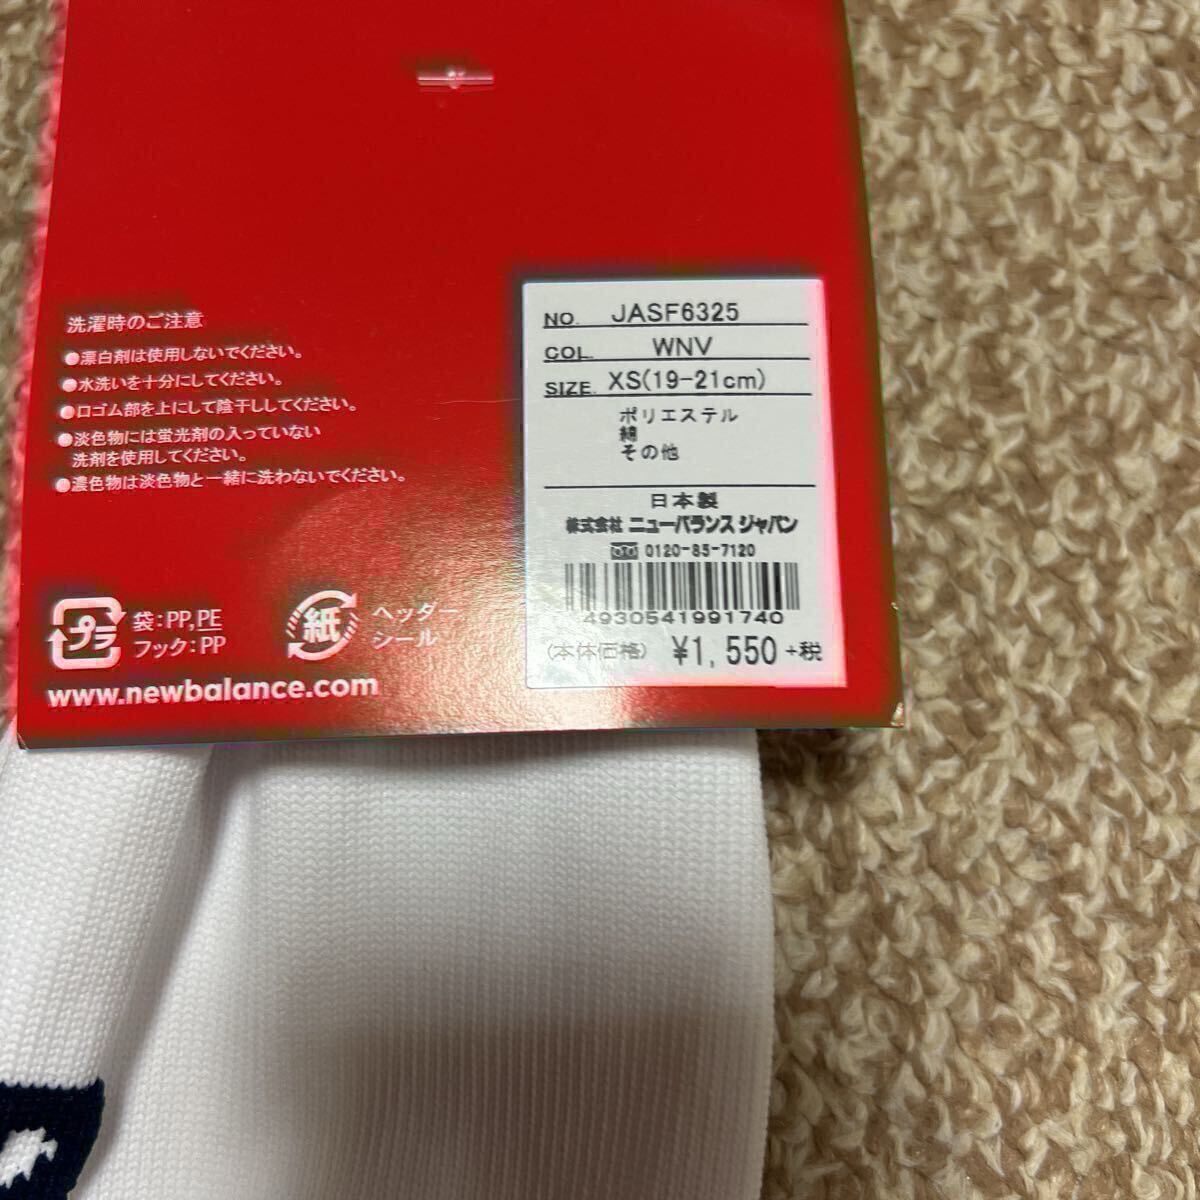 洗濯時のご注意
●漂白剤は使用しないでください。
●水洗いを十分にしてください。
●口ゴム部を上にして陰干ししてください。
●淡色物には蛍光剤の入っていない
洗剤を使用してください。
●濃色物は淡色物と一緒に洗わないでください。
プラ
袋:PP,PE
フック:PP
紙
ヘッダー
シール
www.newbalance.com
NO. JASF6325
COL. WNV
SIZE. XS(19-21cm)
ポリエステル
綿
その他
日本製
株式会社 ニューバランス ジャパン
0120-85-7120
4930541991740
(本体価格) ¥1,550 +税